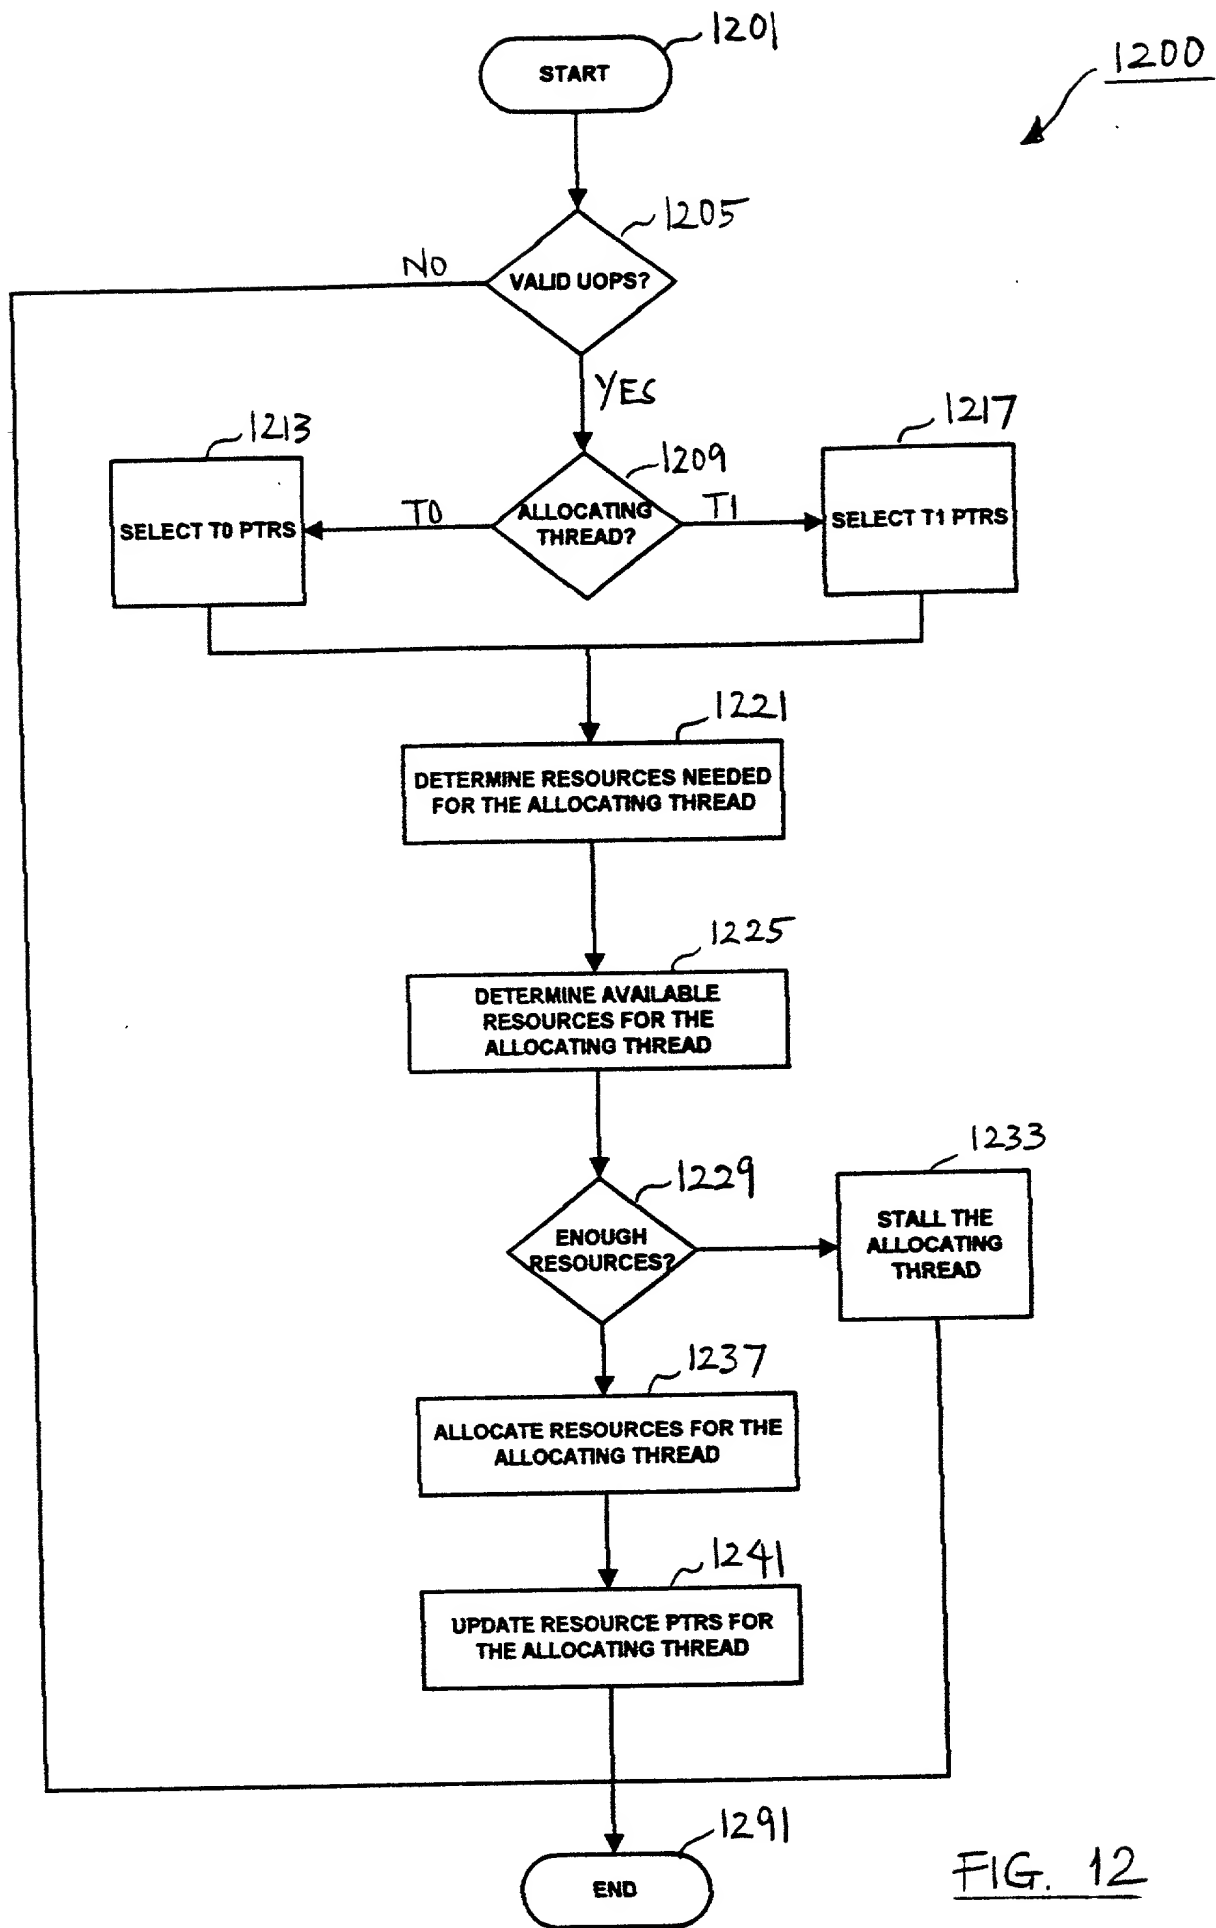 1201
START
1200
1205
NO
VALID UOPS?
YES
1213
1217
1209
T0
T1
SELECT T0 PTRS
ALLOCATING
THREAD?
SELECT T1 PTRS
1221
DETERMINE RESOURCES NEEDED
FOR THE ALLOCATING THREAD
1225
DETERMINE AVAILABLE
RESOURCES FOR THE
ALLOCATING THREAD
1229
1233
ENOUGH
RESOURCES?
STALL THE
ALLOCATING
THREAD
1237
ALLOCATE RESOURCES FOR THE
ALLOCATING THREAD
1241
UPDATE RESOURCE PTRS FOR
THE ALLOCATING THREAD
1291
END
FIG. 12